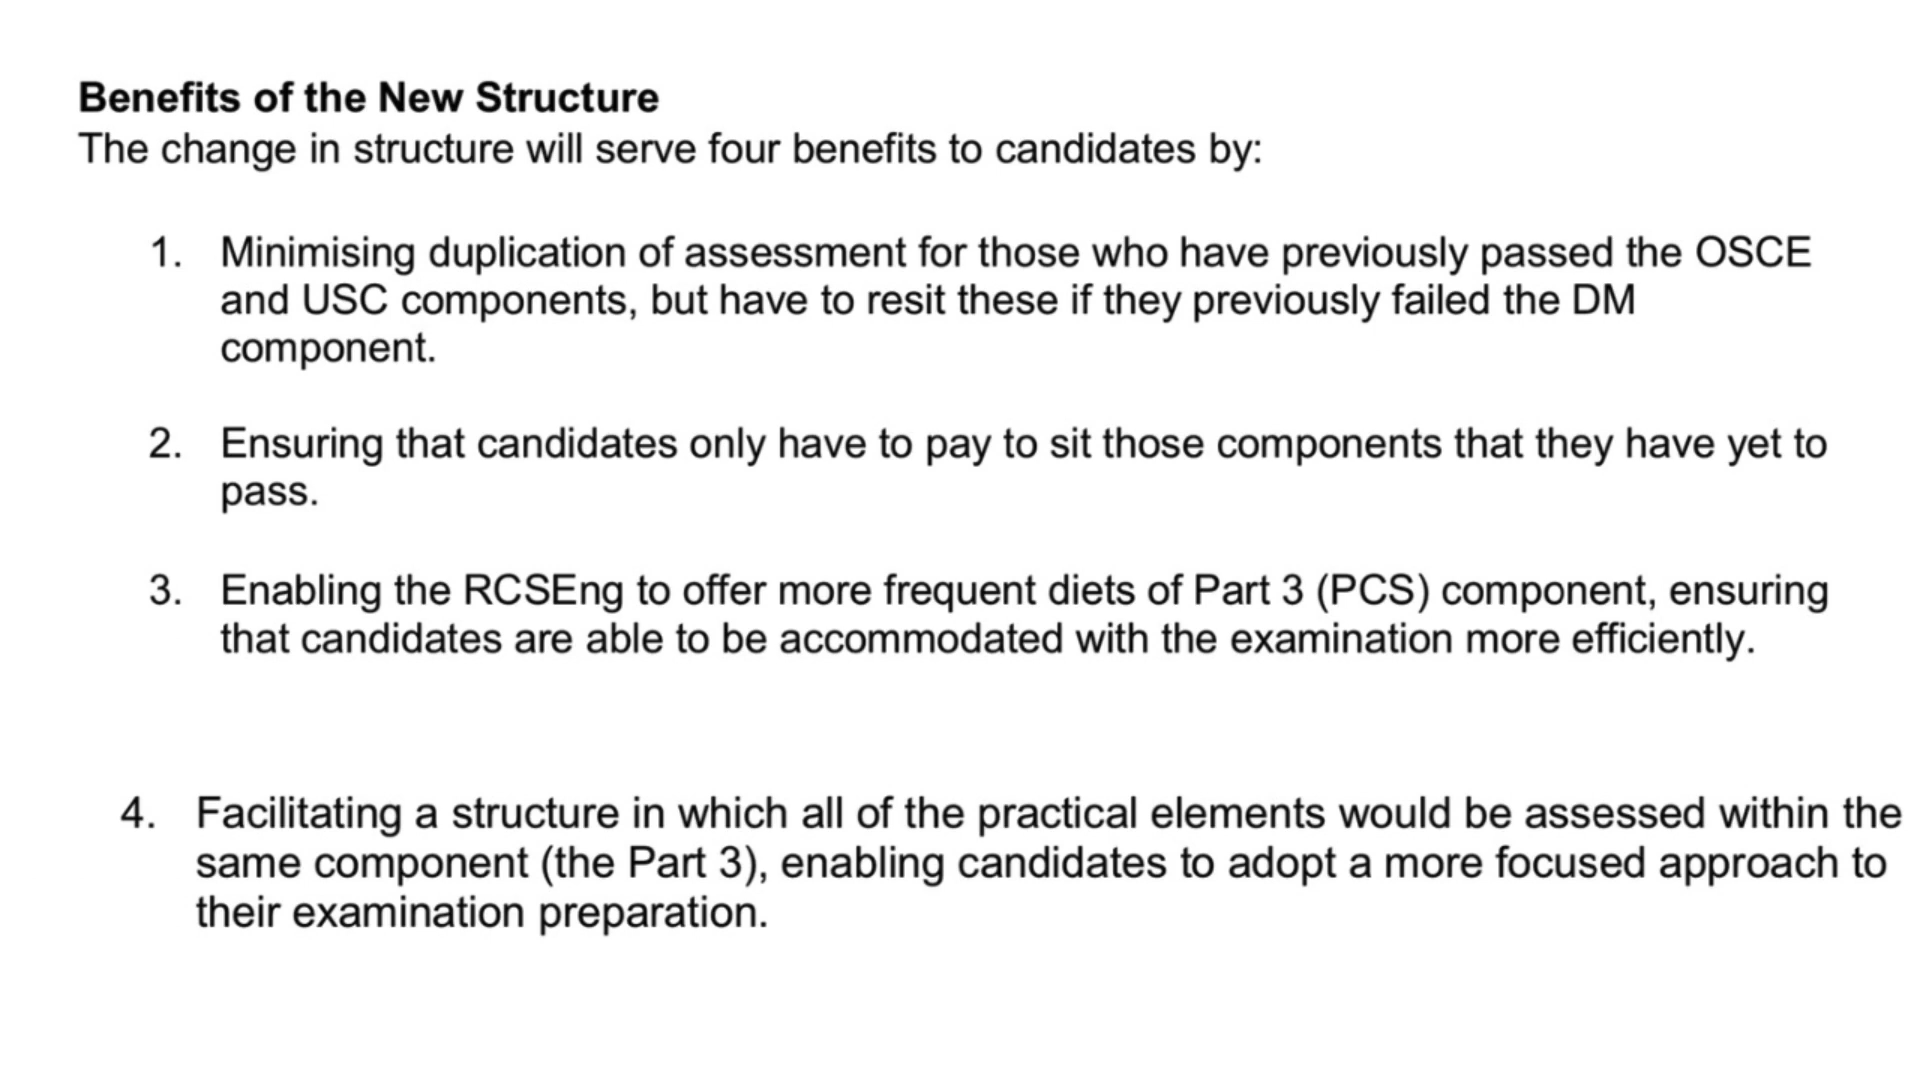 Benefits of the New Structure
The change in structure will serve four benefits to candidates by:
1. Minimising duplication of assessment for those who have previously passed the OSCE
and USC components, but have to resit these if they previously failed the DM
component.
2. Ensuring that candidates only have to pay to sit those components that they have yet to
pass.
3. Enabling the RCSEng to offer more frequent diets of Part 3 (PCS) component, ensuring
that candidates are able to be accommodated with the examination more efficiently.
4. Facilitating a structure in which all of the practical elements would be assessed within the
same component (the Part 3), enabling candidates to adopt a more focused approach to
their examination preparation.